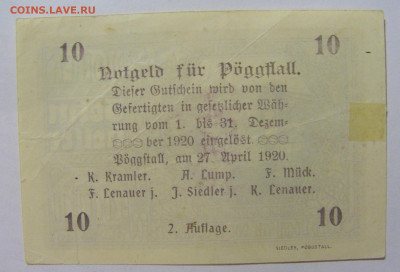 COINS.LAVE.RU
10 10
Notgeld für Pöggstall.
Dieser Gutschein wird von den
Gefertigten in gesetzlicher Wäh-
rung vom 1. bis 31. Dezem-
ber 1920 eingelöst
Pöggstall, am 27 April 1920.
K. Kramler. A. Lump. F. Mück.
F. Lenauer j. J. Siedler j. K. Lenauer.
10 10
2. Auflage.
PÖGGSTALL